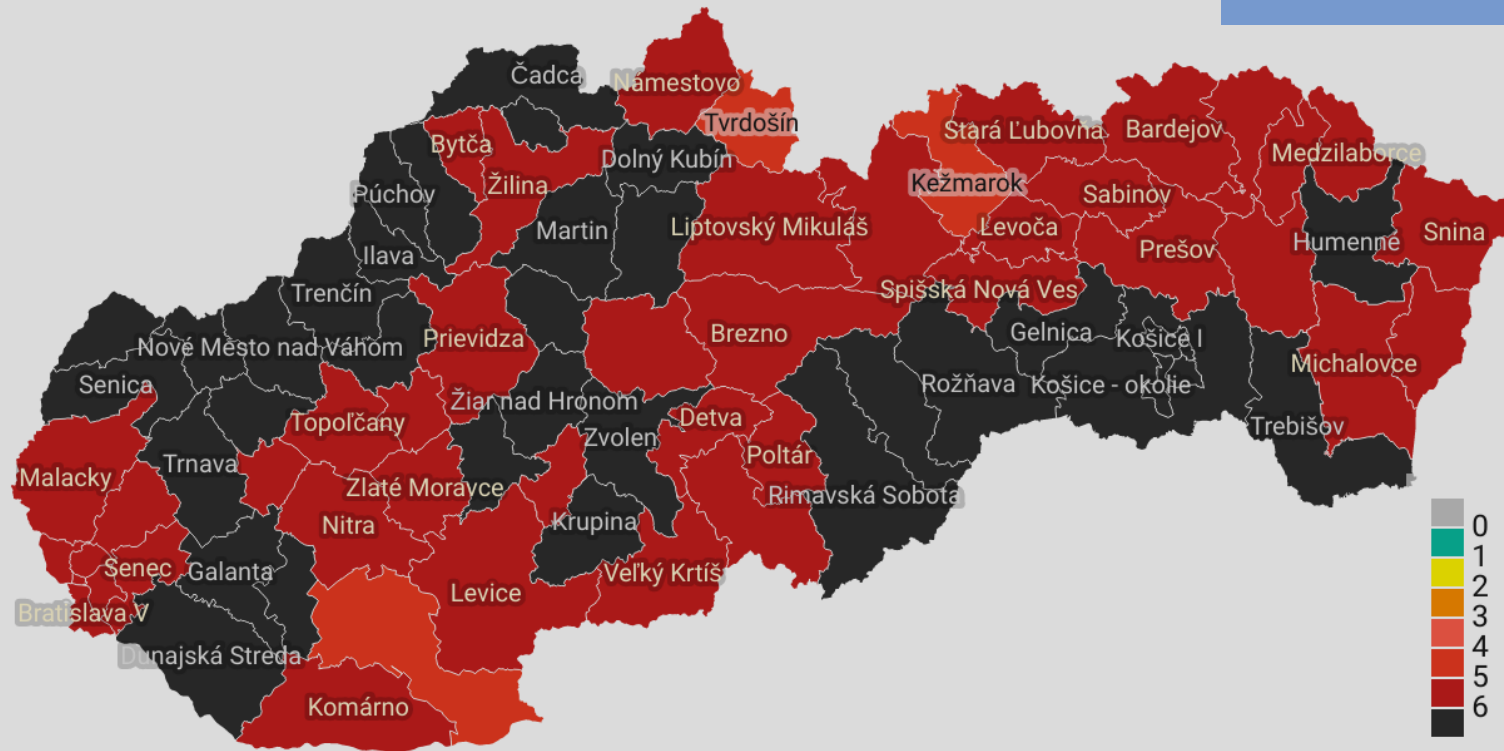 Čadca
Námestovo
Tvrdošín
Bytča
Dolný Kubín
Stará Ľubovňa
Bardejov
Medzilaborce
Púchov
Žilina
Kežmarok
Sabinov
Martin
Liptovský Mikuláš
Levoča
Prešov
Humenné
Snina
Ilava
Trenčín
Spišská Nová Ves
Nové Mesto nad Váhom
Prievidza
Brezno
Gelnica
Košice I
Michalovce
Senica
Žiar nad Hronom
Rožňava
Košice - okolie
Topoľčany
Zvolen
Detva
Trebišov
Malacky
Trnava
Zlaté Moravce
Poltár
Rimavská Sobota
Nitra
Krupina
Senec
Galanta
Levice
Veľký Krtíš
Bratislava V
Dunajská Streda
Komárno
0
1
2
3
4
5
6